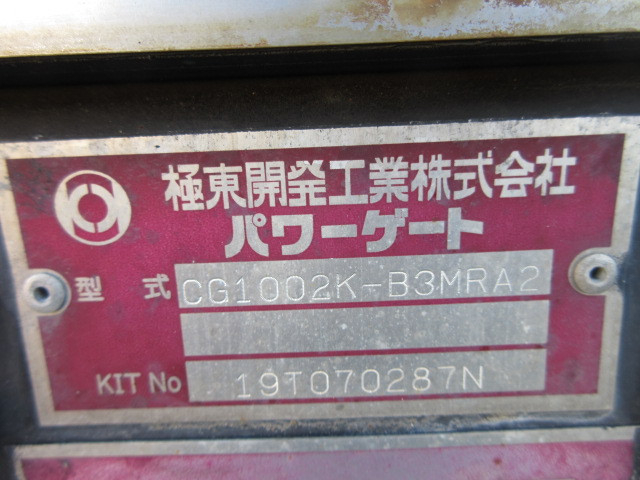 極東開発工業株式会社
パワーゲート
型 式 CG1002K-B3MRA2
KIT No 19T070287N